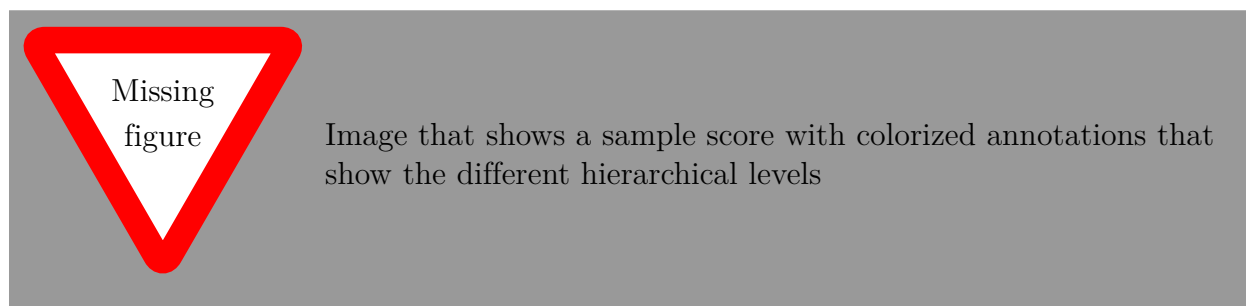 Missing
figure
Image that shows a sample score with colorized annotations that
show the different hierarchical levels